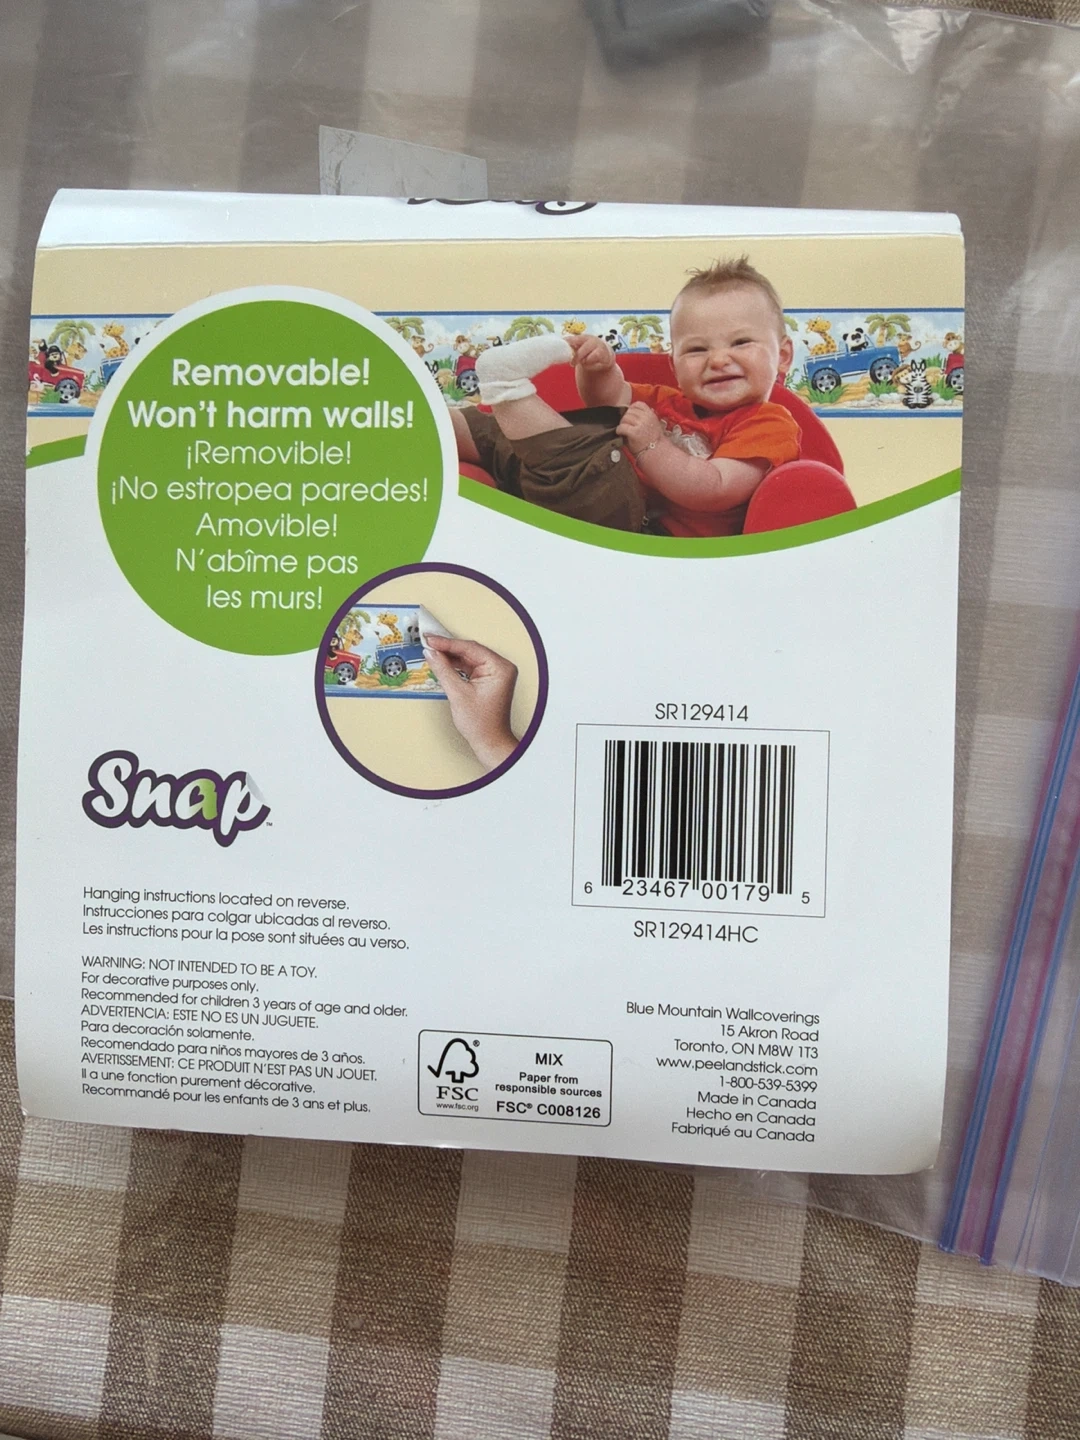 Removable!
Won't harm walls!
¡Removible!
¡No estropea paredes!
Amovible!
N'abîme pas
les murs!
SR129414
6 23467 00179 5
SR129414HC
Snap™
Hanging instructions located on reverse.
Instrucciones para colgar ubicadas al reverso.
Les instructions pour la pose sont situées au verso.
WARNING: NOT INTENDED TO BE A TOY.
For decorative purposes only.
Recommended for children 3 years of age and older.
ADVERTENCIA: ESTE NO ES UN JUGUETE.
Para decoración solamente.
Recomendado para niños mayores de 3 años.
AVERTISSEMENT: CE PRODUIT N'EST PAS UN JOUET.
Il a une fonction purement décorative.
Recommandé pour les enfants de 3 ans et plus.
®
FSC
www.fsc.org
MIX
Paper from
responsible sources
FSC® C008126
Blue Mountain Wallcoverings
15 Akron Road
Toronto, ON M8W 1T3
www.peelandstick.com
1-800-539-5399
Made in Canada
Hecho en Canada
Fabriqué au Canada